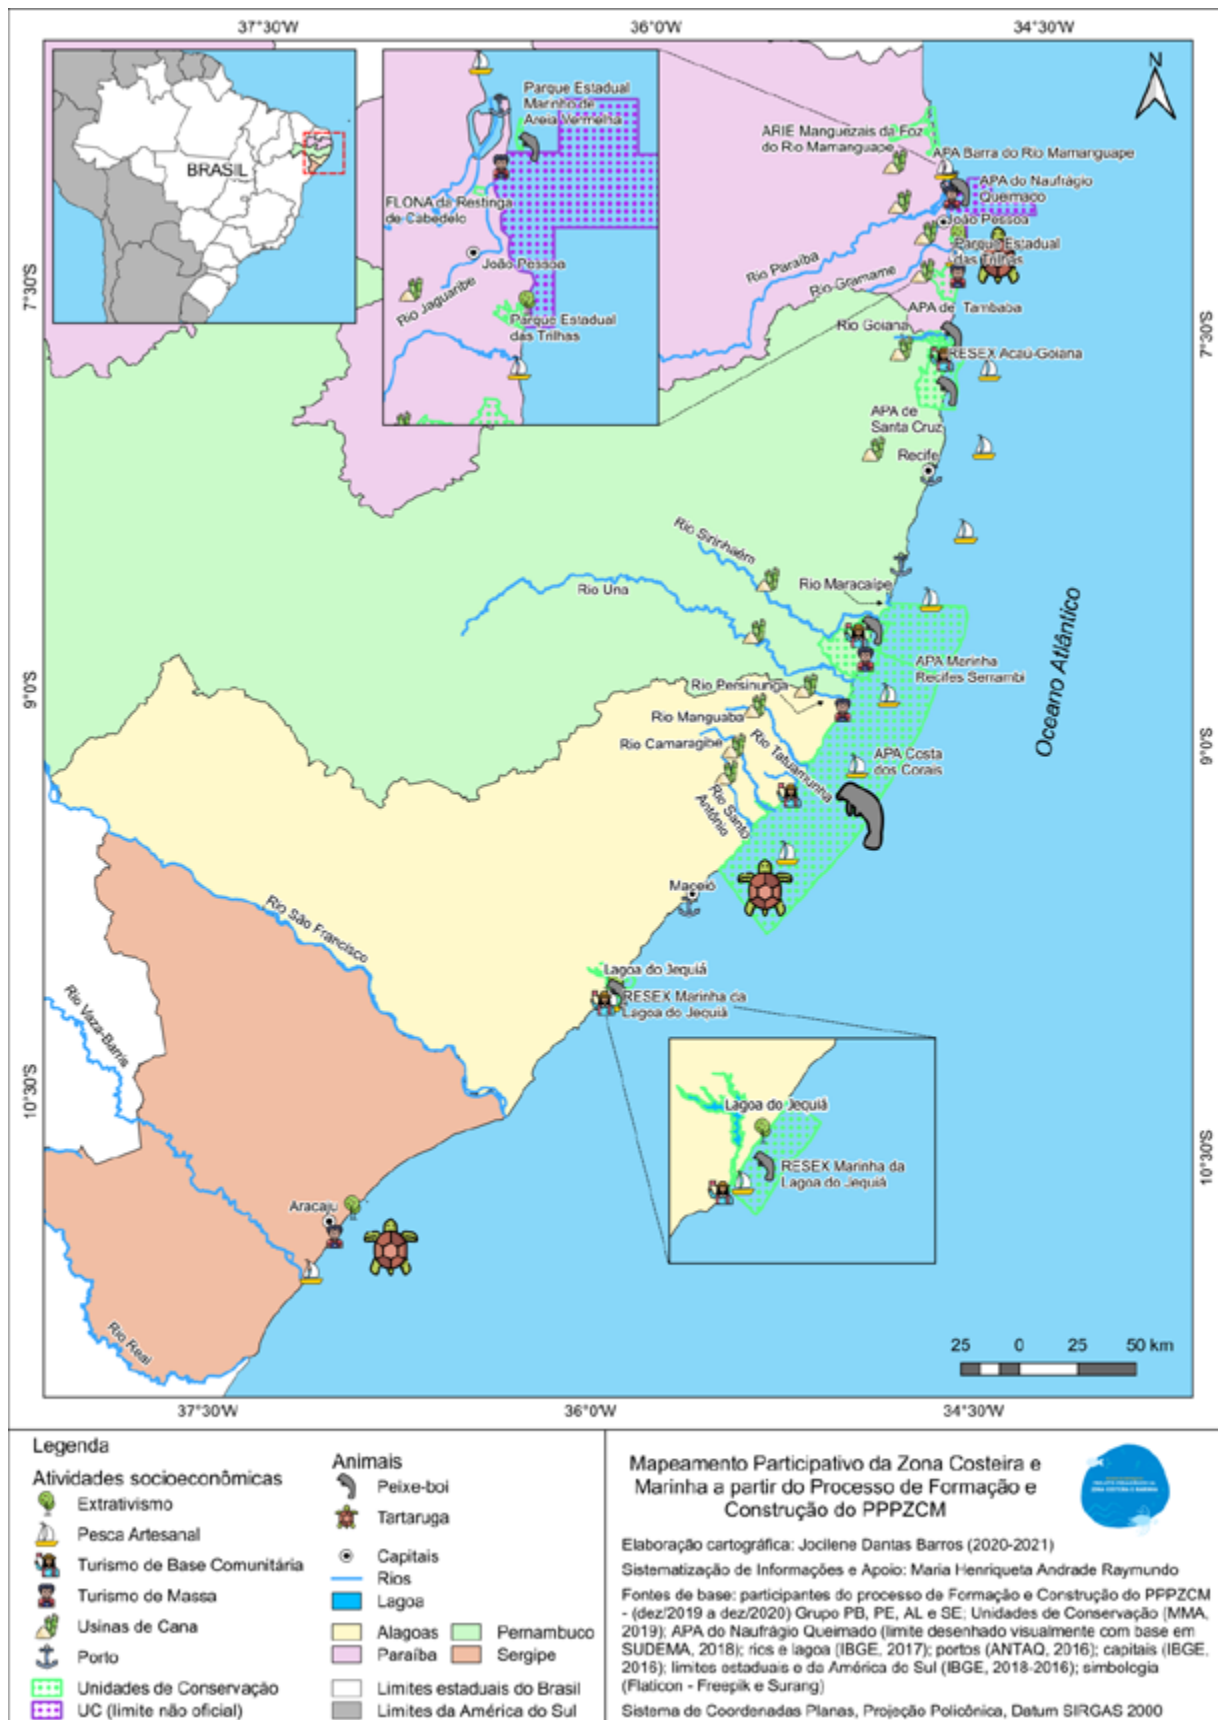 37°30'W
36°0'W
34°30'W
N
BRASIL
Parque Estadual
Marinho de
Areia Vermelha
FLONA da Restinga
de Cabedelo
João Pessoa
Rio Jaguaribe
Parque Estadual
das Trilhas
ARIE Manguezais da Foz
do Rio Mamanguape
APA Barra do Rio Mamanguape
APA do Naufrágio
Queimado
João Pessoa
Parque Estadual
das Trilhas
Rio Paraíba
Rio Gramame
APA de Tambaba
Rio Goiana
RESEX Acaú-Goiana
APA de
Santa Cruz
Recife
7°30'S
7°30'S
Rio Sirinhaém
Rio Una
Rio Maracaípe
APA Marinha
Recifes Serrambi
Rio Persinunga
Rio Manguaba
Rio Camaragibe
Rio Tatuamunha
Rio Santo
Antônio
APA Costa
dos Corais
Oceano Atlântico
9°0'S
9°0'S
Maceió
Rio São Francisco
Lagoa do Jequiá
RESEX Marinha da
Lagoa do Jequiá
Rio Vaza-Barris
Lagoa do Jequiá
RESEX Marinha da
Lagoa do Jequiá
10°30'S
10°30'S
Aracaju
Rio Real
25 0 25 50 km
37°30'W
36°0'W
34°30'W
Legenda
Atividades socioeconômicas
Extrativismo
Pesca Artesanal
Turismo de Base Comunitária
Turismo de Massa
Usinas de Cana
Porto
Unidades de Conservação
UC (limite não oficial)
Animais
Peixe-boi
Tartaruga
Capitais
Rios
Lagoa
Alagoas
Pernambuco
Paraíba
Sergipe
Limites estaduais do Brasil
Limites da América do Sul
Mapeamento Participativo da Zona Costeira e
Marinha a partir do Processo de Formação e
Construção do PPPZCM
Elaboração cartográfica: Jocilene Dantas Barros (2020-2021)
Sistematização de Informações e Apoio: Maria Henriqueta Andrade Raymundo
Fontes de base: participantes do processo de Formação e Construção do PPPZCM
- (dez/2019 a dez/2020) Grupo PB, PE, AL e SE; Unidades de Conservação (MMA,
2019); APA do Naufrágio Queimado (limite desenhado visualmente com base em
SUDEMA, 2018); rios e lagoa (IBGE, 2017); portos (ANTAQ, 2016); capitais (IBGE,
2016); limites estaduais e da América do Sul (IBGE, 2018-2016); simbologia
(Flaticon - Freepik e Surang)
Sistema de Coordenadas Planas, Projeção Policônica, Datum SIRGAS 2000